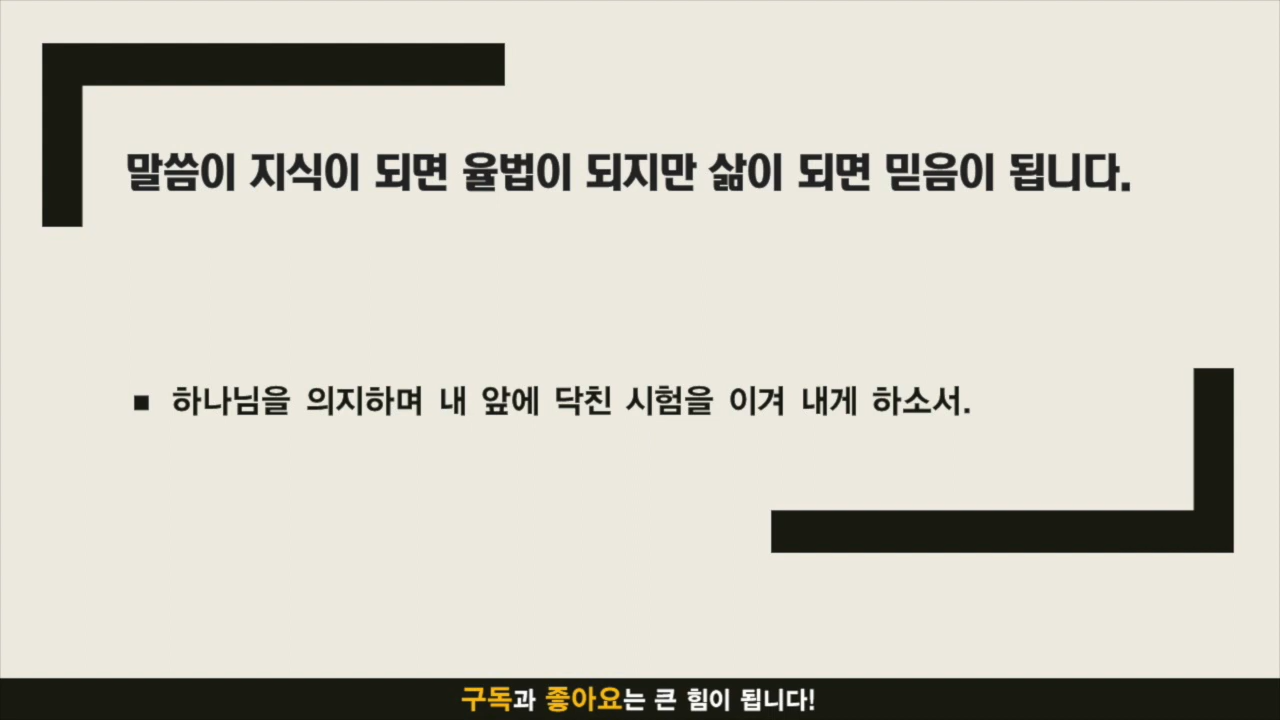 말씀이 지식이 되면 율법이 되지만 삶이 되면 믿음이 됩니다.
■ 하나님을 의지하며 내 앞에 닥친 시험을 이겨 내게 하소서.
구독과 좋아요는 큰 힘이 됩니다!